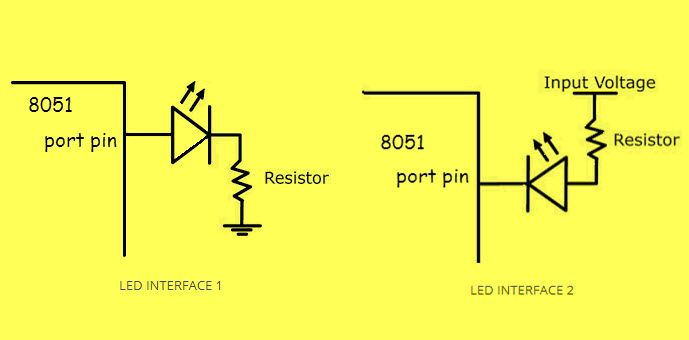 8051
port pin
Resistor
LED INTERFACE 1
Input Voltage
Resistor
8051
port pin
LED INTERFACE 2